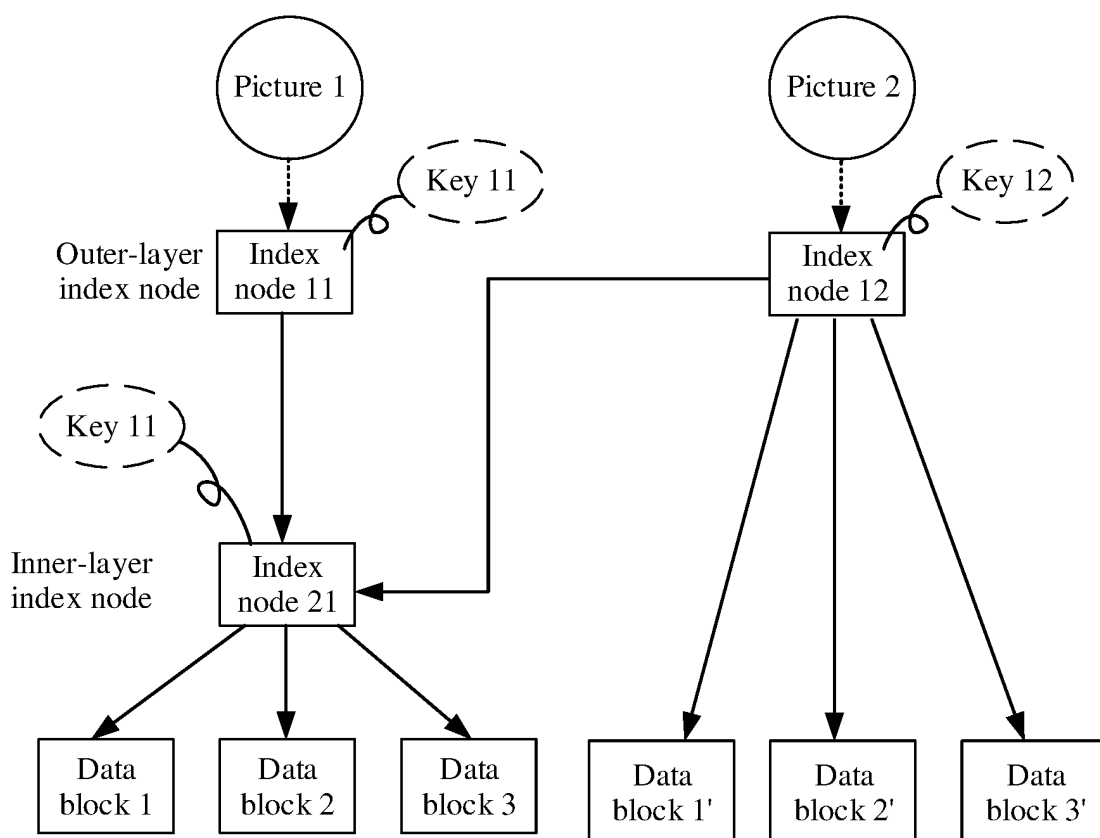 Picture 1
Picture 2
Key 11
Key 12
Outer-layer
index node
Index
node 11
Index
node 12
Key 11
Inner-layer
index node
Index
node 21
Data
block 1
Data
block 2
Data
block 3
Data
block 1'
Data
block 2'
Data
block 3'